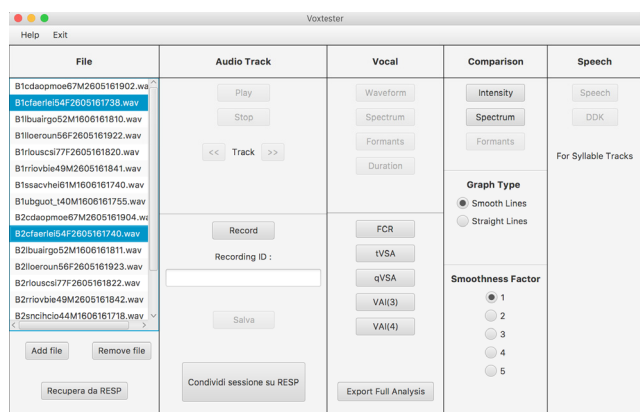 Voxtester
Help Exit
File
B1cdaopmoe67M2605161902.wa
B1cfaerlei54F2605161738.wav
B1lbuairgo52M1606161810.wav
B1lloeroun56F2605161922.wav
B1rlouscsi77F2605161820.wav
B1rriovbie49M2605161841.wav
B1ssacvhei61M1606161740.wav
B1ubguot_t40M1606161755.wav
B2cdaopmoe67M2605161904.wa
B2cfaerlei54F2605161740.wav
B2lbuairgo52M1606161811.wav
B2lloeroun56F2605161923.wav
B2rlouscsi77F2605161822.wav
B2rriovbie49M2605161842.wav
B2sncihcio44M1606161718.wav
Add file Remove file
Recupera da RESP
Audio Track
Play
Stop
<< Track >>
Record
Recording ID :
Salva
Condividi sessione su RESP
Vocal
Waveform
Spectrum
Formants
Duration
FCR
tVSA
qVSA
VAI(3)
VAI(4)
Export Full Analysis
Comparison
Intensity
Spectrum
Formants
Graph Type
Smooth Lines
Straight Lines
Smoothness Factor
1
2
3
4
5
Speech
Speech
DDK
For Syllable Tracks